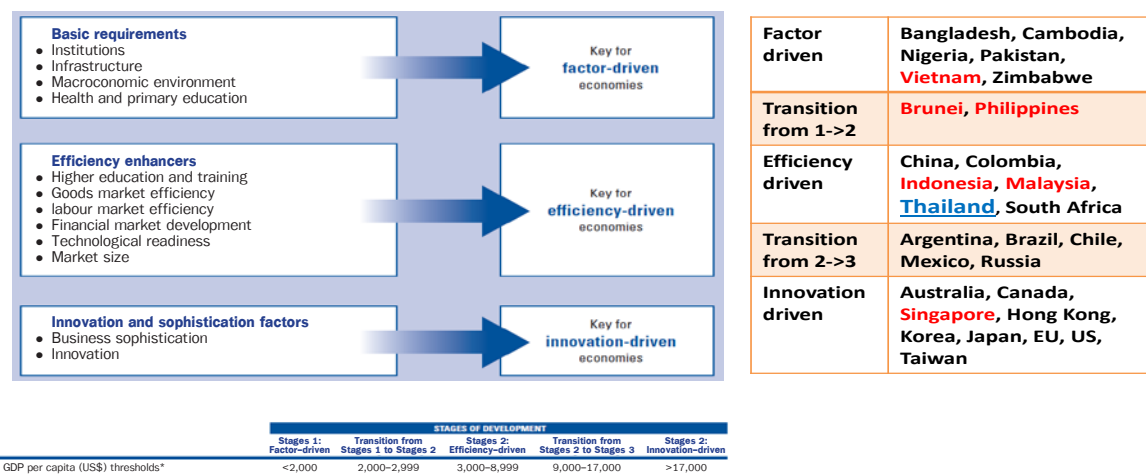 Basic requirements
● Institutions
● Infrastructure
● Macroeconomic environment
● Health and primary education
Key for
factor-driven
economies
Efficiency enhancers
● Higher education and training
● Goods market efficiency
● labour market efficiency
● Financial market development
● Technological readiness
● Market size
Key for
efficiency-driven
economies
Innovation and sophistication factors
● Business sophistication
● Innovation
Key for
innovation-driven
economies
Factor
driven
Bangladesh, Cambodia,
Nigeria, Pakistan,
Vietnam, Zimbabwe
Transition
from 1->2
Brunei, Philippines
Efficiency
driven
China, Colombia,
Indonesia, Malaysia,
Thailand, South Africa
Transition
from 2->3
Argentina, Brazil, Chile,
Mexico, Russia
Innovation
driven
Australia, Canada,
Singapore, Hong Kong,
Korea, Japan, EU, US,
Taiwan
STAGES OF DEVELOPMENT
Stages 1:
Factor-driven
Transition from
Stages 1 to Stages 2
Stages 2:
Efficiency-driven
Transition from
Stages 2 to Stages 3
Stages 2:
Innovation-driven
GDP per capita (US$) thresholds* <2,000 2,000–2,999 3,000–8,999 9,000–17,000 >17,000